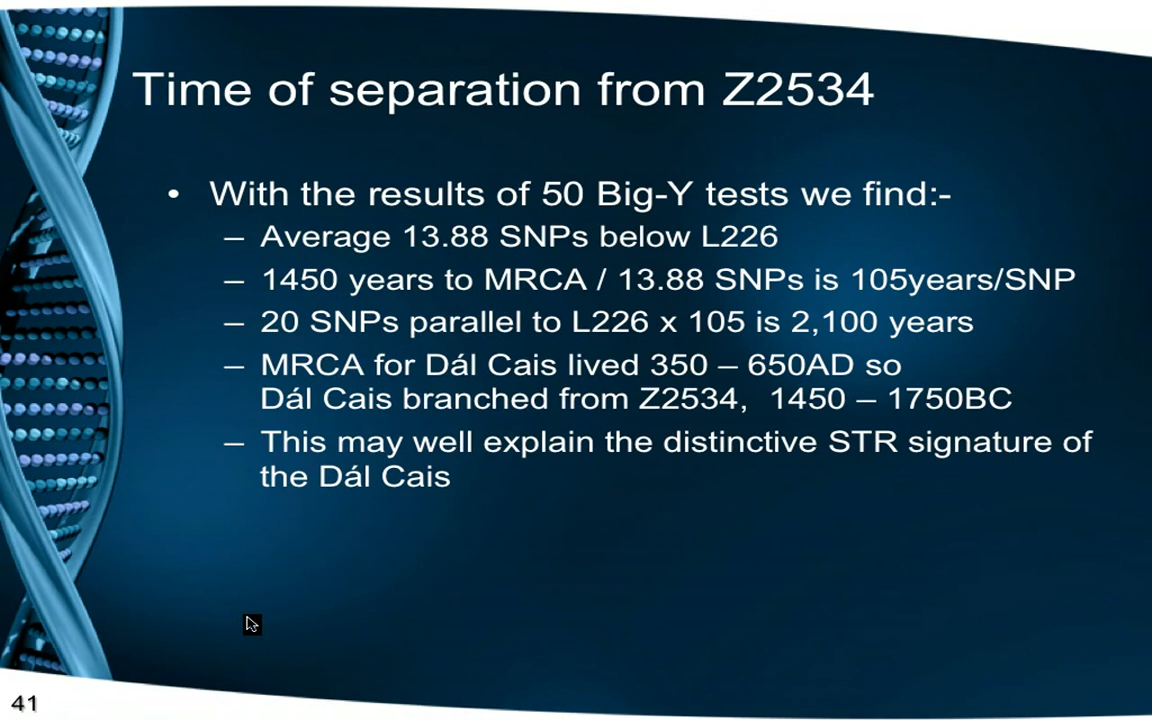 Time of separation from Z2534
• With the results of 50 Big-Y tests we find:-
– Average 13.88 SNPs below L226
– 1450 years to MRCA / 13.88 SNPs is 105years/SNP
– 20 SNPs parallel to L226 x 105 is 2,100 years
– MRCA for Dál Cais lived 350 – 650AD so
Dál Cais branched from Z2534, 1450 – 1750BC
– This may well explain the distinctive STR signature of
the Dál Cais
41